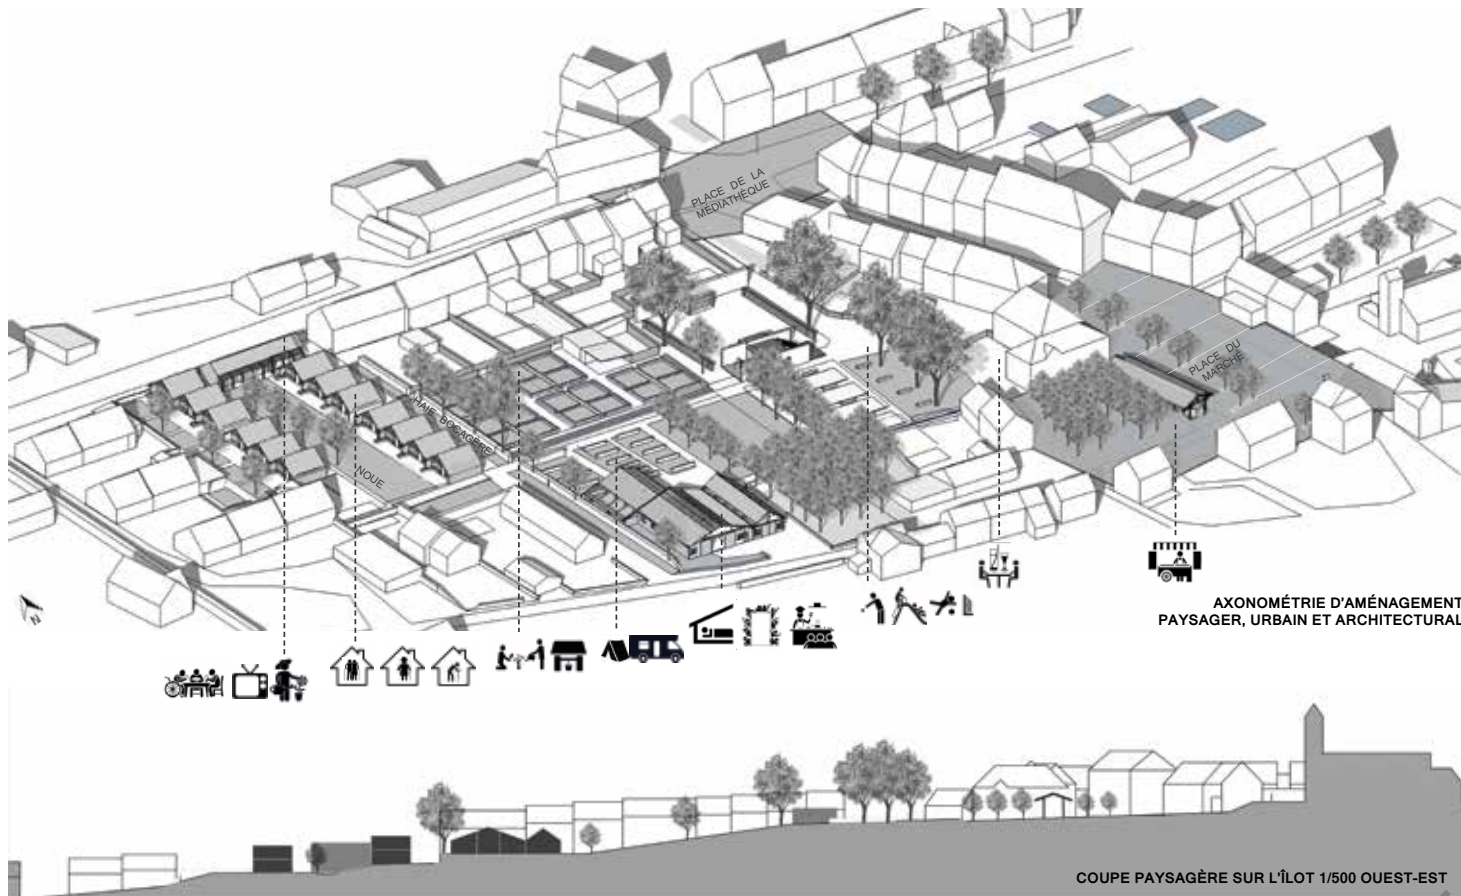 PLACE DE LA
MÉDIATHÈQUE
PLACE DU
MARCHÉ
HAIE BOCAGÈRE
NOUE
N
AXONOMÉTRIE D'AMÉNAGEMENT
PAYSAGER, URBAIN ET ARCHITECTURAL
COUPE PAYSAGÈRE SUR L'ÎLOT 1/500 OUEST-EST